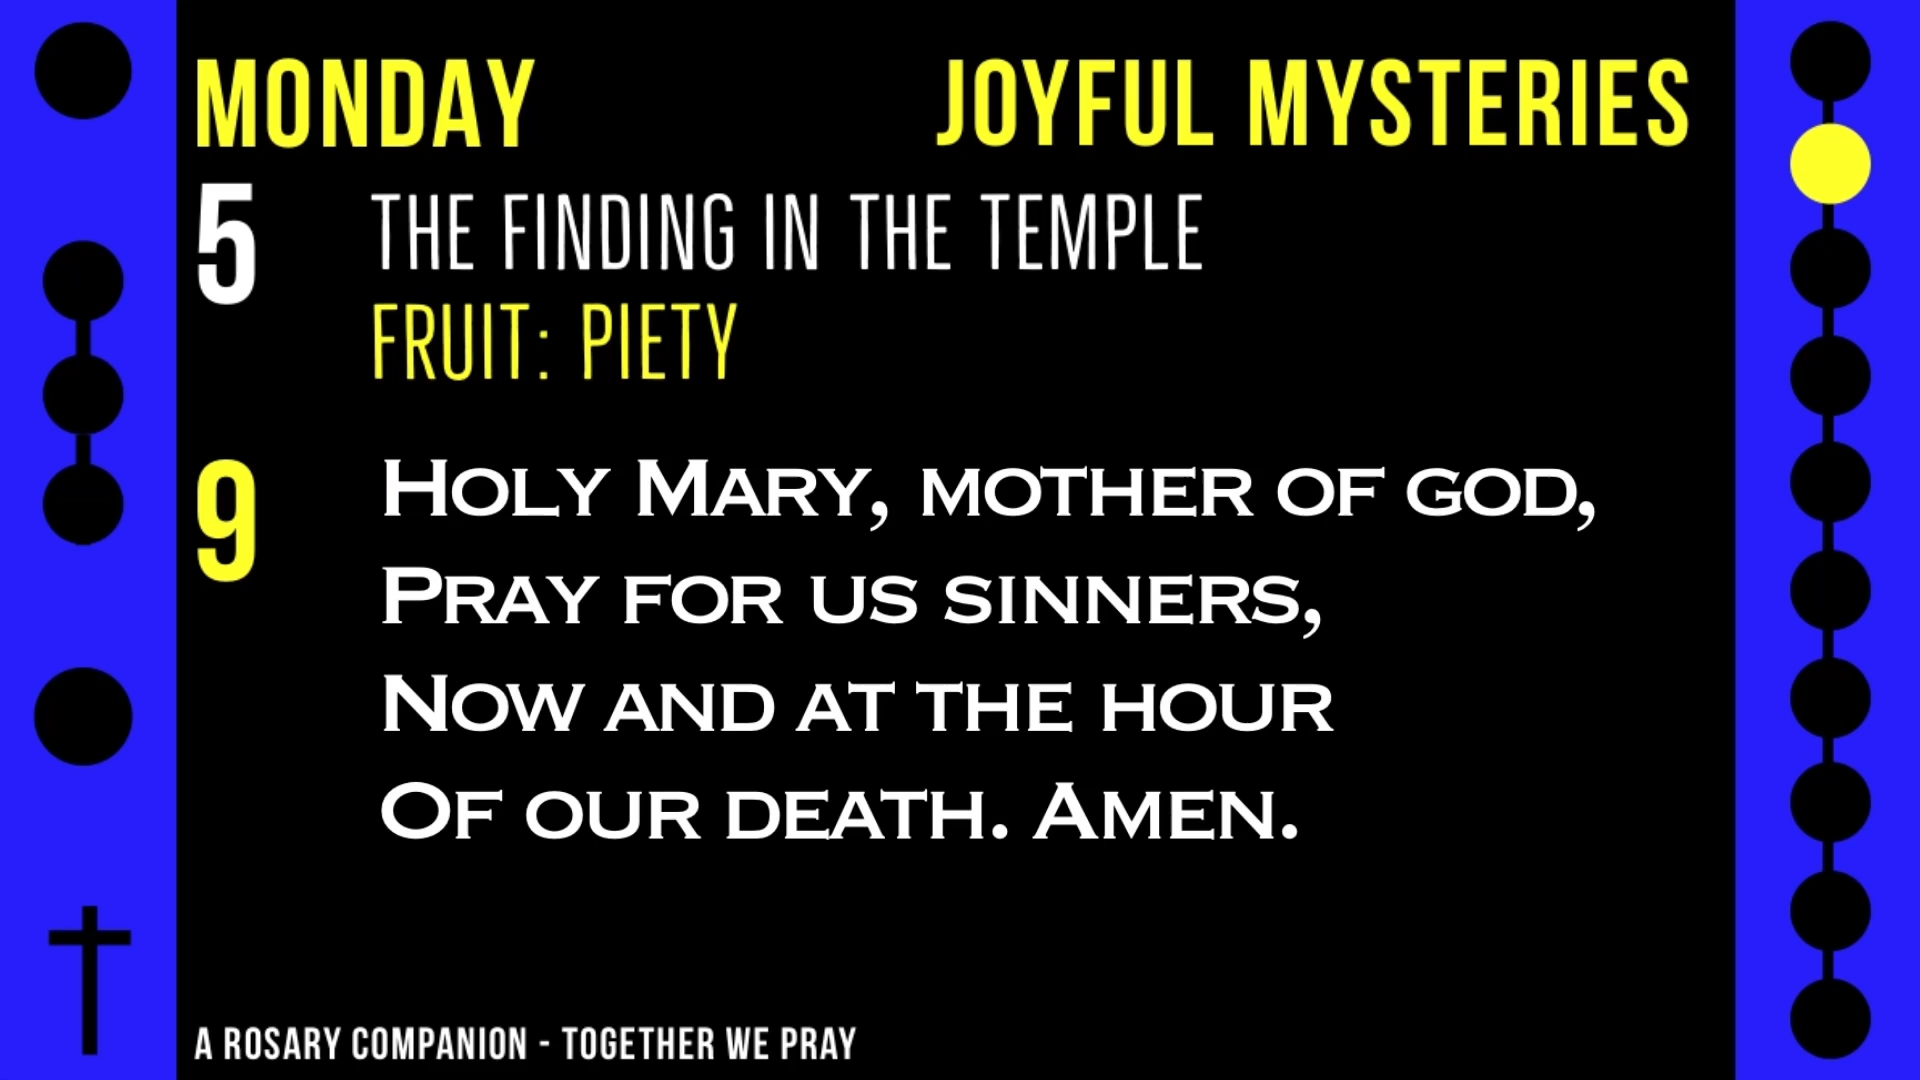 MONDAY JOYFUL MYSTERIES
5 THE FINDING IN THE TEMPLE
FRUIT: PIETY
9 HOLY MARY, MOTHER OF GOD,
PRAY FOR US SINNERS,
NOW AND AT THE HOUR
OF OUR DEATH. AMEN.
A ROSARY COMPANION - TOGETHER WE PRAY